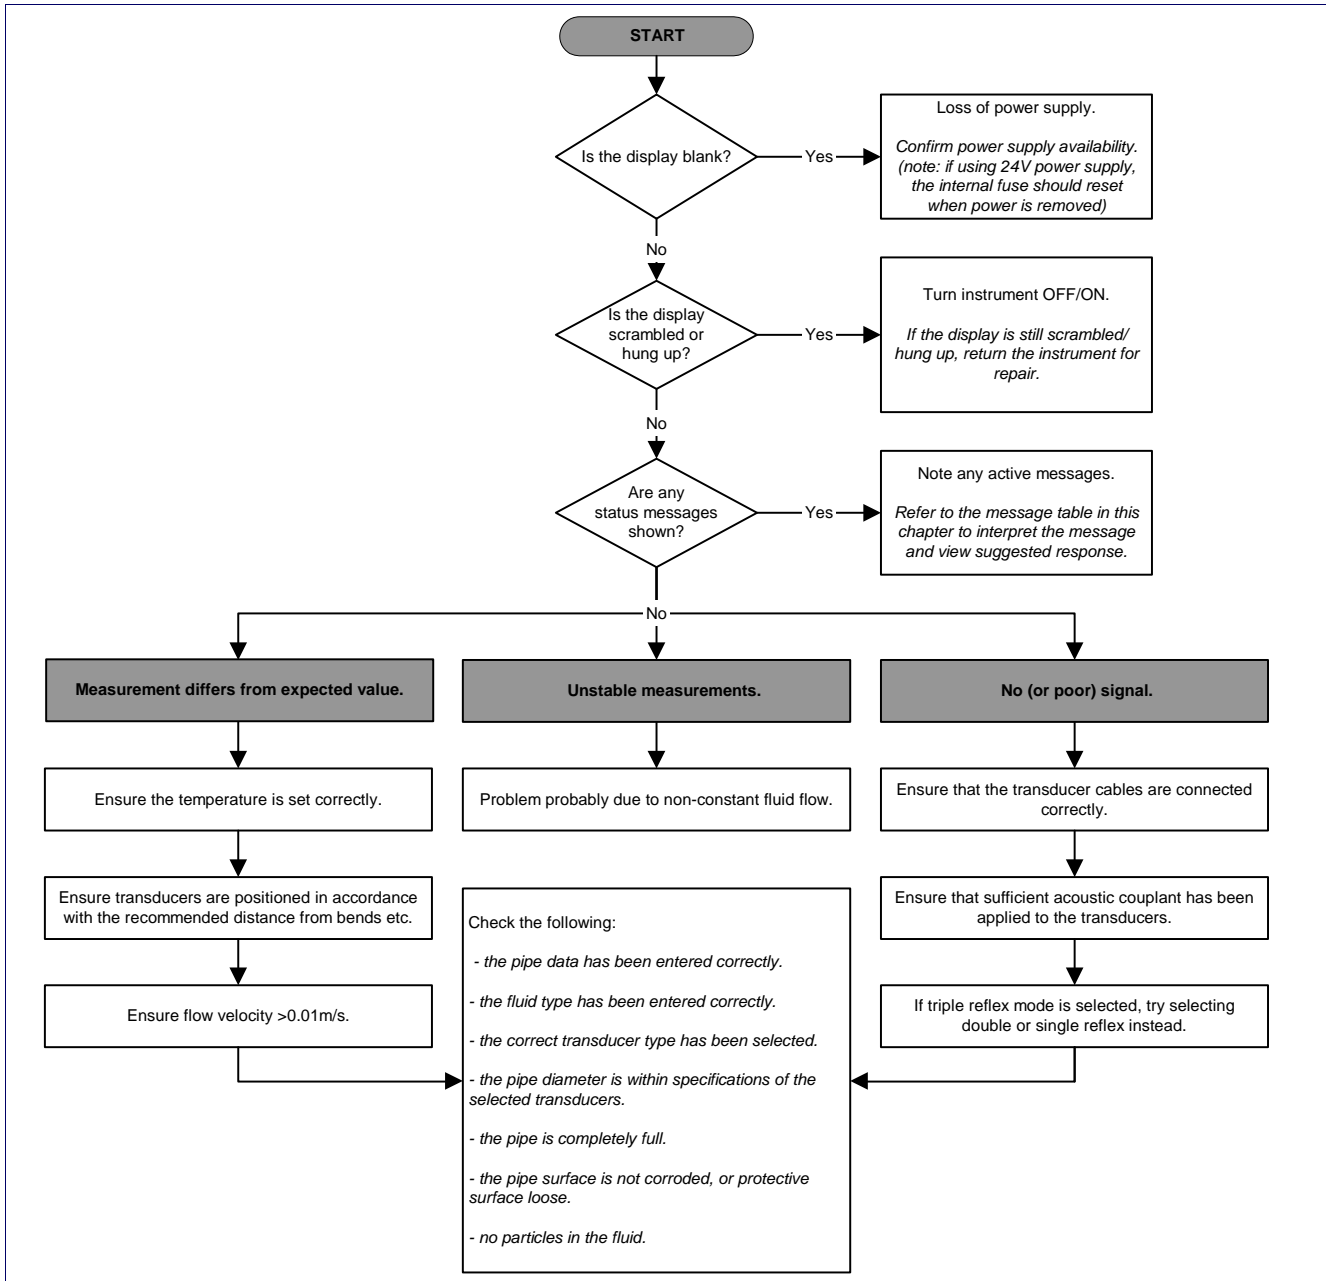 START
Is the display blank?
Yes
Loss of power supply.
Confirm power supply availability.
(note: if using 24V power supply,
the internal fuse should reset
when power is removed)
No
Is the display
scrambled or
hung up?
Yes
Turn instrument OFF/ON.
If the display is still scrambled/
hung up, return the instrument for
repair.
No
Are any
status messages
shown?
Yes
Note any active messages.
Refer to the message table in this
chapter to interpret the message
and view suggested response.
No
Measurement differs from expected value.
Ensure the temperature is set correctly.
Ensure transducers are positioned in accordance
with the recommended distance from bends etc.
Ensure flow velocity >0.01m/s.
Unstable measurements.
Problem probably due to non-constant fluid flow.
No (or poor) signal.
Ensure that the transducer cables are connected
correctly.
Ensure that sufficient acoustic couplant has been
applied to the transducers.
If triple reflex mode is selected, try selecting
double or single reflex instead.
Check the following:
- the pipe data has been entered correctly.
- the fluid type has been entered correctly.
- the correct transducer type has been selected.
- the pipe diameter is within specifications of the
selected transducers.
- the pipe is completely full.
- the pipe surface is not corroded, or protective
surface loose.
- no particles in the fluid.